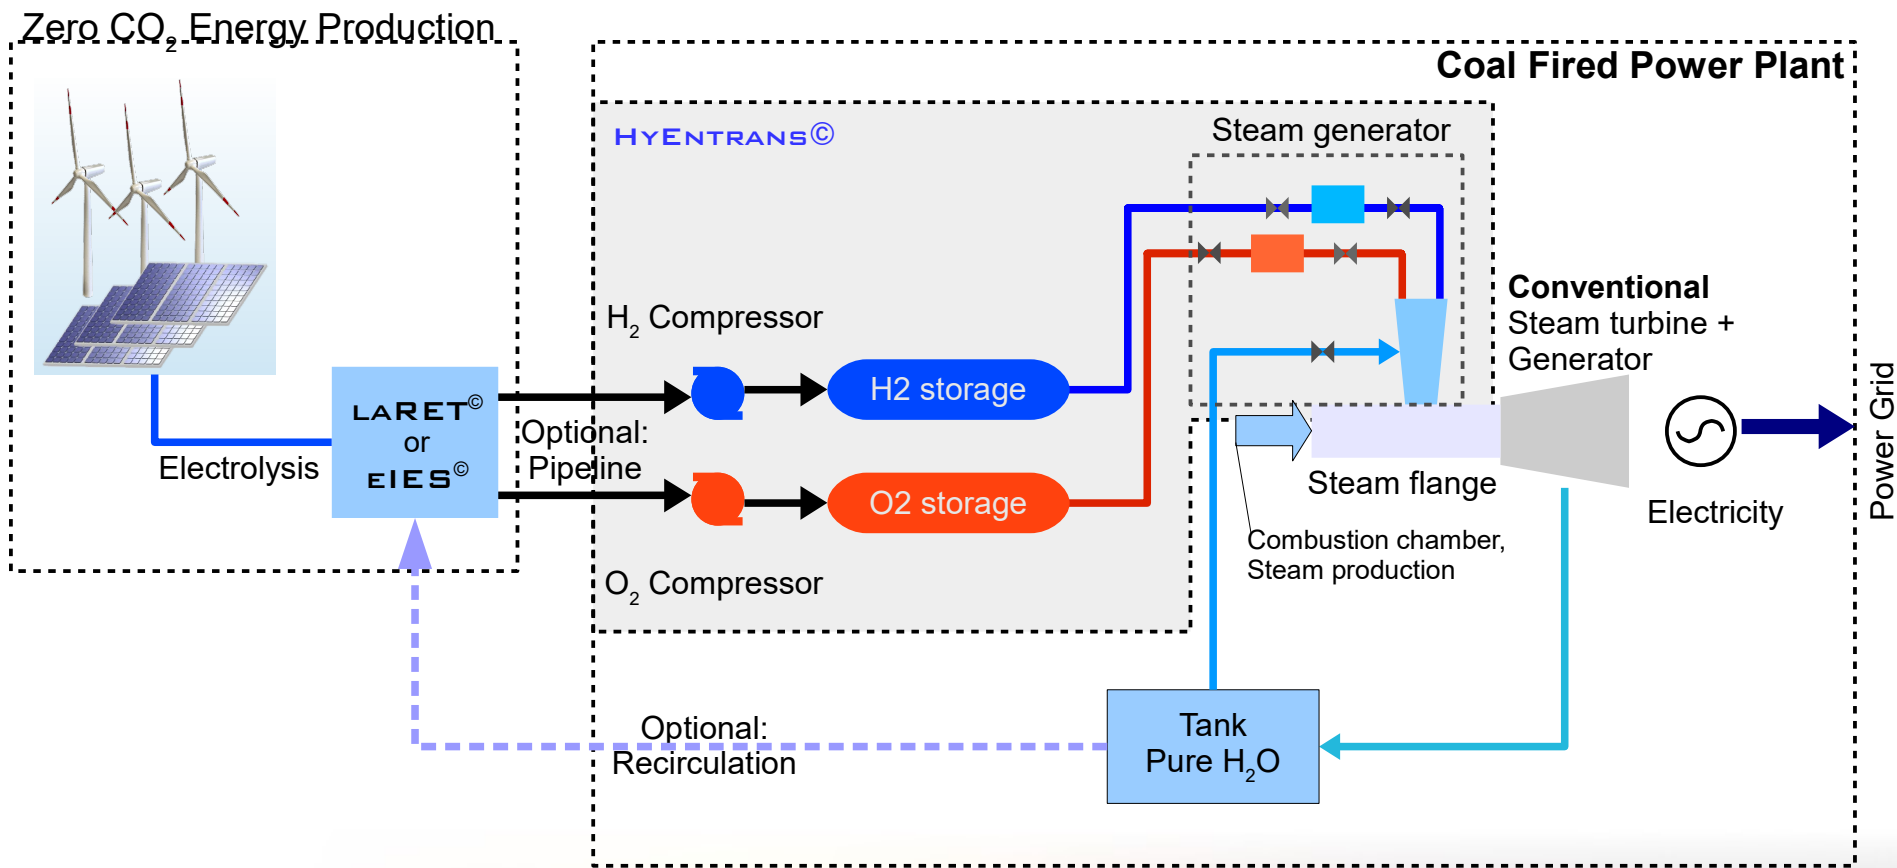 Zero CO₂ Energy Production
Coal Fired Power Plant
HYENTRANS©
Steam generator
H₂ Compressor
Conventional
Steam turbine +
Generator
LARET©
or
EIES©
Electrolysis
Optional:
Pipeline
H2 storage
O2 storage
Steam flange
Electricity
Power Grid
Combustion chamber,
Steam production
O₂ Compressor
Optional:
Recirculation
Tank
Pure H₂O